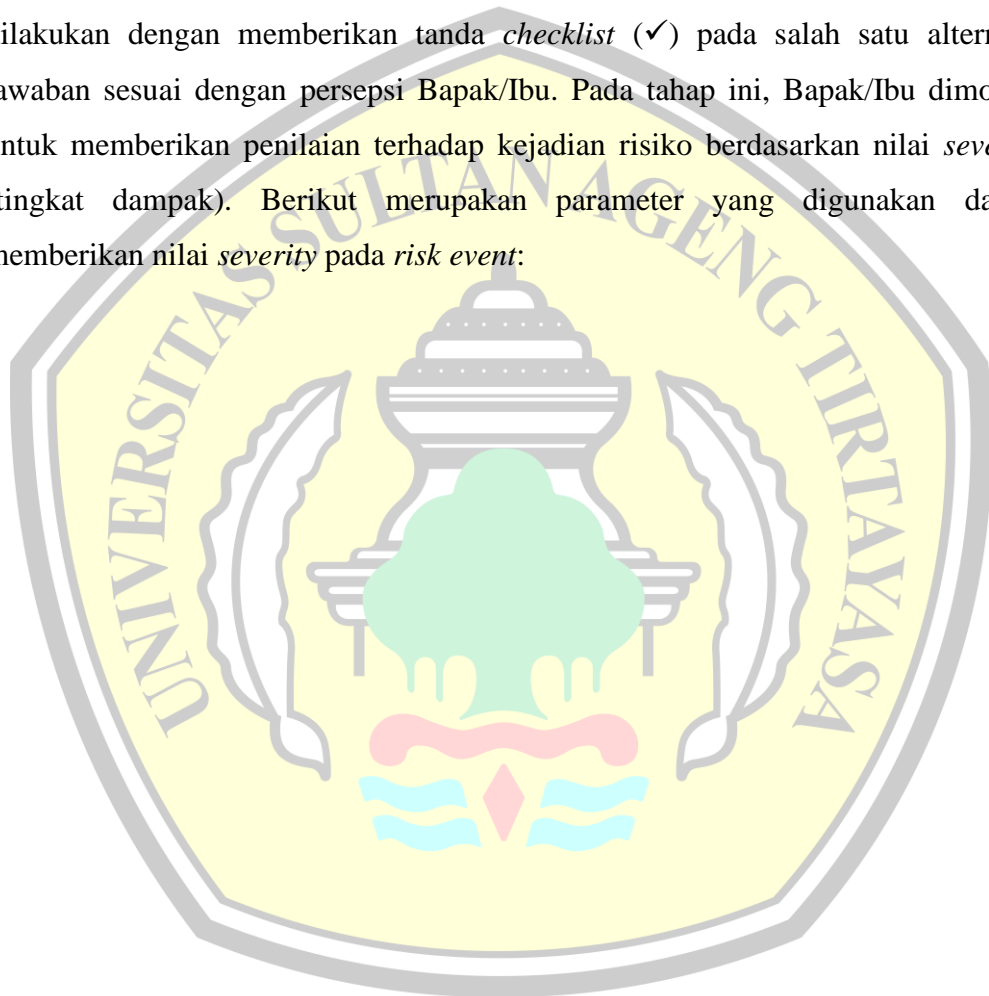 ilakukan dengan memberikan tanda checklist (✓) pada salah satu altern
awaban sesuai dengan persepsi Bapak/Ibu. Pada tahap ini, Bapak/Ibu dimo
ntuk memberikan penilaian terhadap kejadian risiko berdasarkan nilai seve
tingkat dampak). Berikut merupakan parameter yang digunakan da
nemberikan nilai severity pada risk event:
UNIVERSITAS SULTAN AGENG TIRTAYASA